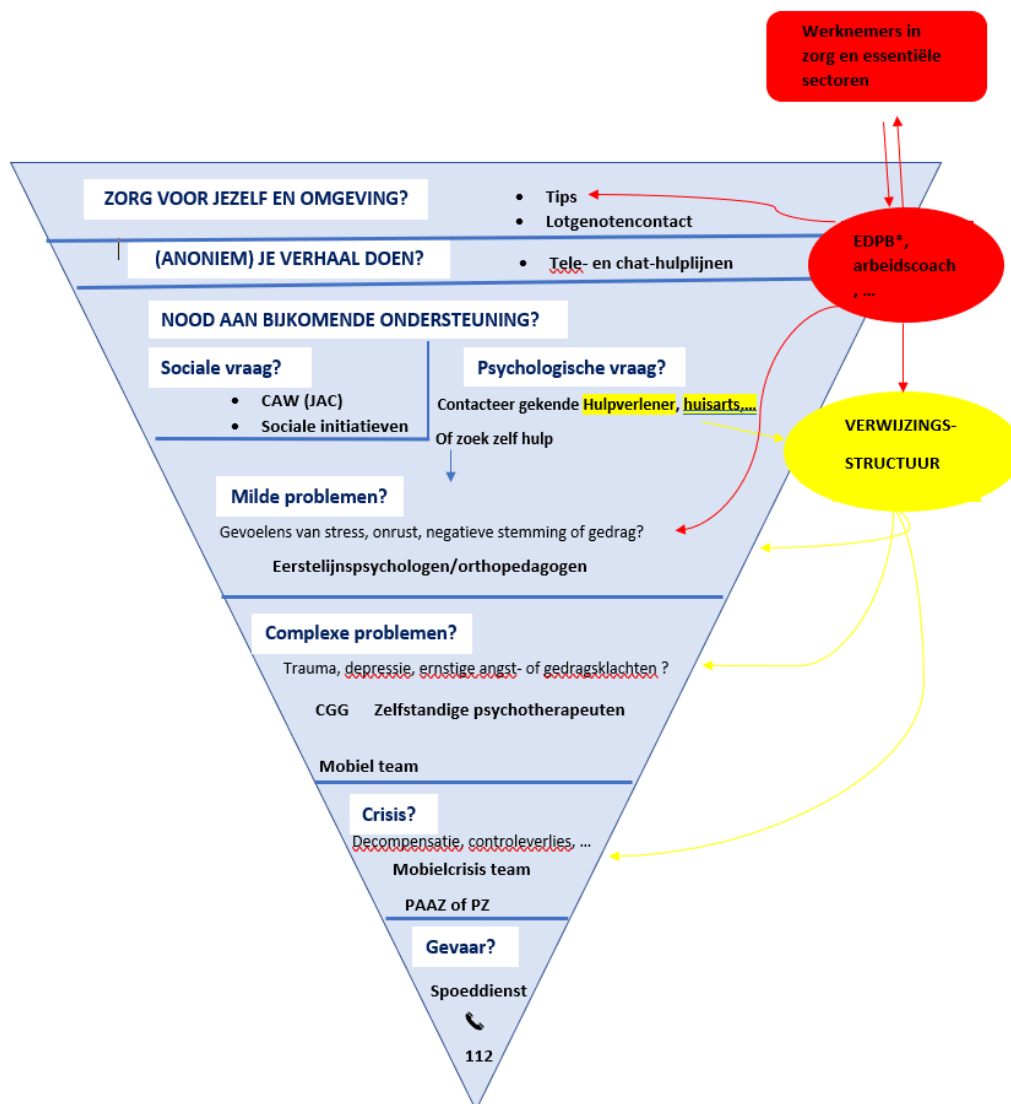 Werknemers in
zorg en essentiële
sectoren
ZORG VOOR JEZELF EN OMGEVING?
• Tips
• Lotgenotencontact
EDPB*,
arbeidscoach
, ...
(ANONIEM) JE VERHAAL DOEN?
• Tele- en chat-hulplijnen
NOOD AAN BIJKOMENDE ONDERSTEUNING?
Sociale vraag?
• CAW (JAC)
• Sociale initiatieven
Psychologische vraag?
Contacteer gekende Hulpverlener, huisarts,...
Of zoek zelf hulp
VERWIJZINGS-
STRUCTUUR
Milde problemen?
Gevoelens van stress, onrust, negatieve stemming of gedrag?
Eerstelijnspsychologen/orthopedagogen
Complexe problemen?
Trauma, depressie, ernstige angst- of gedragsklachten ?
CGG Zelfstandige psychotherapeuten
Mobiel team
Crisis?
Decompensatie, controleverlies, ...
Mobielcrisis team
PAAZ of PZ
Gevaar?
Spoeddienst
112